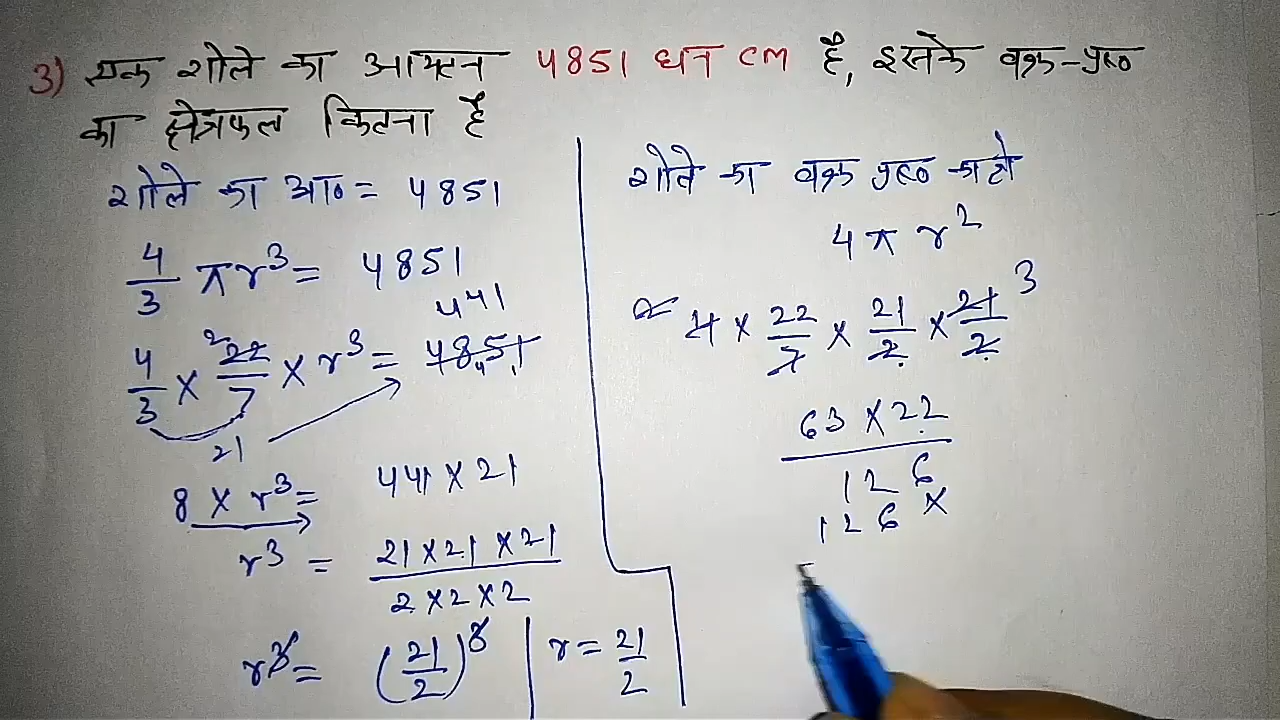 3) एक गोले का आयतन 4851 घन cm है, इसके वक्र-पृष्ठ
का क्षेत्रफल कितना है
गोले का आ० = 4851
4/3 πr³ = 4851
441
4/3 × 22/7 × r³ = 4851
2
21
8 × r³ = 441 × 21
r³ = 21 × 21 × 21 / 2 × 2 × 2
r³ = (21/2)³ | r = 21/2
गोले का वक्र पृष्ठ का क्षे०
4πr²
4 × 22/7 × 21/2 × 21/2
3
63 × 22
126
126 ×